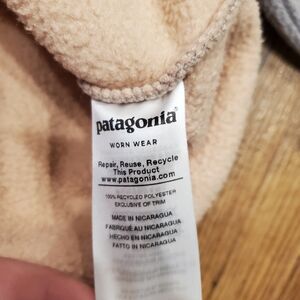 patagonia®
WORN WEAR
Repair, Reuse, Recycle
This Product
www.patagonia.com
100% RECYCLED POLYESTER
EXCLUSIVE OF TRIM
MADE IN NICARAGUA
FABRIQUÉ AU NICARAGUA
HECHO EN NICARAGUA
FATTO IN NICARAGUA